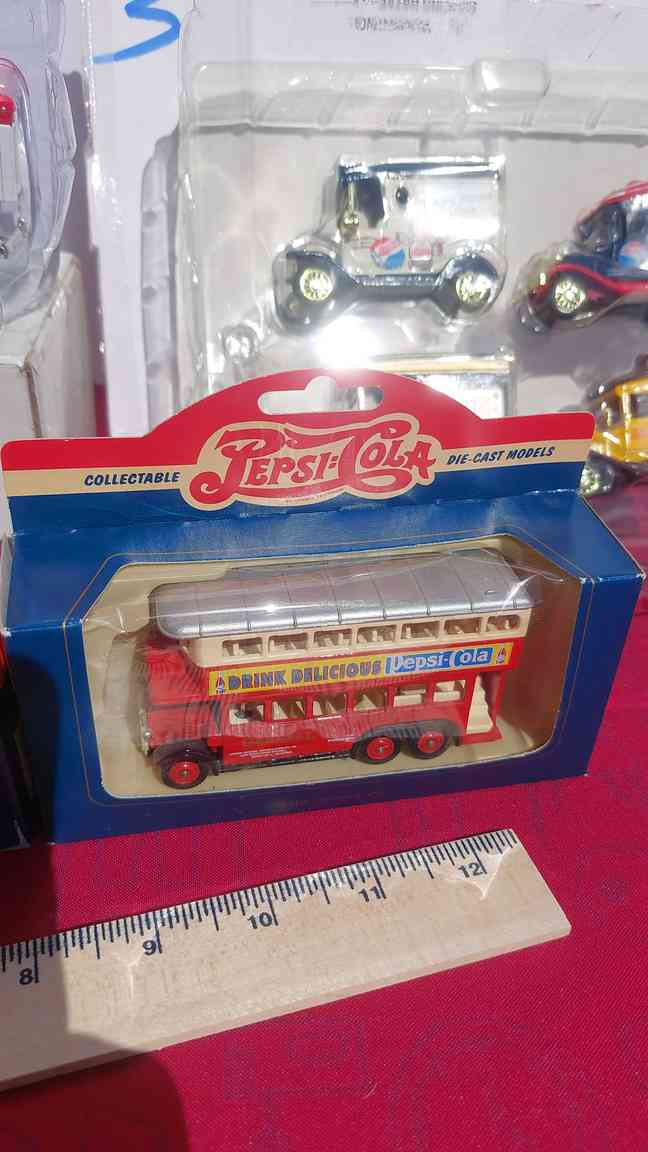 COLLECTABLE
PEPSI-COLA
DIE-CAST MODELS
DRINK DELICIOUS Pepsi-Cola
8 9 10 11 12